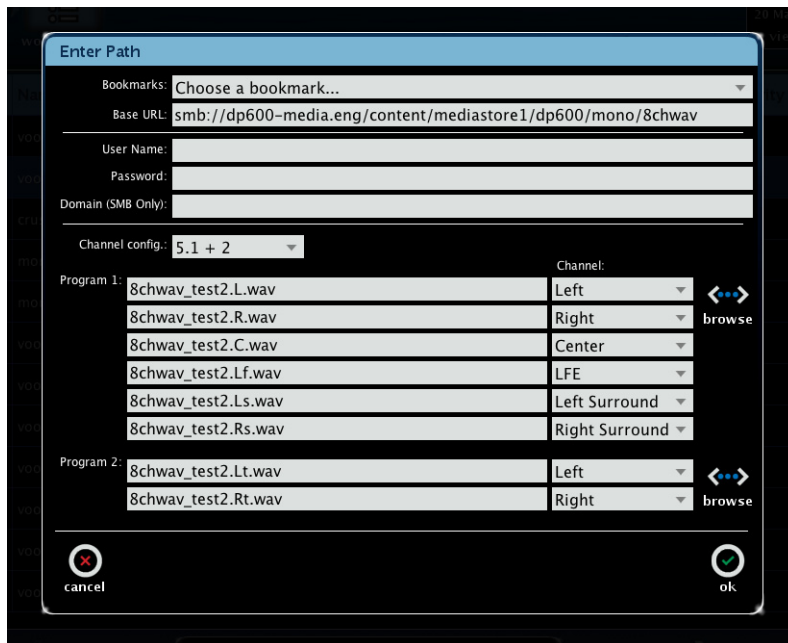 Enter Path
Bookmarks: Choose a bookmark...
Base URL: smb://dp600-media.eng/content/mediastore1/dp600/mono/8chwav
User Name:
Password:
Domain (SMB Only):
Channel config.: 5.1 + 2
Channel:
Program 1: 8chwav_test2.L.wav Left
8chwav_test2.R.wav Right browse
8chwav_test2.C.wav Center
8chwav_test2.Lf.wav LFE
8chwav_test2.Ls.wav Left Surround
8chwav_test2.Rs.wav Right Surround
Program 2: 8chwav_test2.Lt.wav Left
8chwav_test2.Rt.wav Right browse
cancel ok